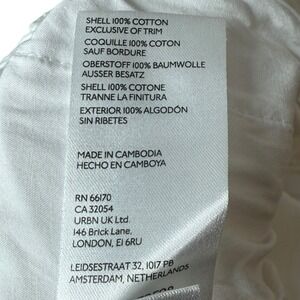 SHELL 100% COTTON
EXCLUSIVE OF TRIM
COQUILLE 100% COTON
SAUF BORDURE
OBERSTOFF 100% BAUMWOLLE
AUSSER BESATZ
SHELL 100% COTONE
TRANNE LA FINITURA
EXTERIOR 100% ALGODÓN
SIN RIBETES
MADE IN CAMBODIA
HECHO EN CAMBOYA
RN 66170
CA 32054
URBN UK Ltd.
146 Brick Lane,
LONDON, E1 6RU
LEIDSESTRAAT 32, 1017 PB
AMSTERDAM, NETHERLANDS